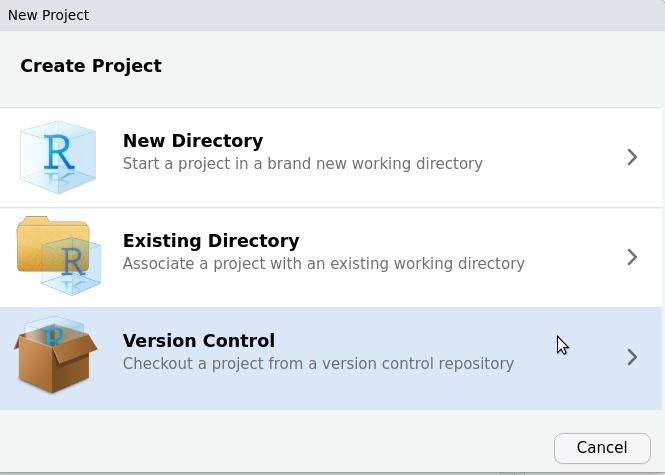 New Project
Create Project
R
New Directory
Start a project in a brand new working directory
R
Existing Directory
Associate a project with an existing working directory
R
Version Control
Checkout a project from a version control repository
Cancel